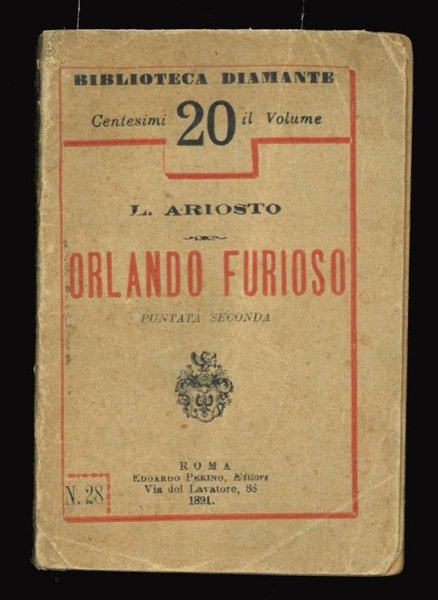 BIBLIOTECA DIAMANTE
Centesimi 20 il Volume
L. ARIOSTO
ORLANDO FURIOSO
PUNTATA SECONDA
ROMA
EDOARDO PERINO, Editore
Via del Lavatore, 88
1891.
N. 28